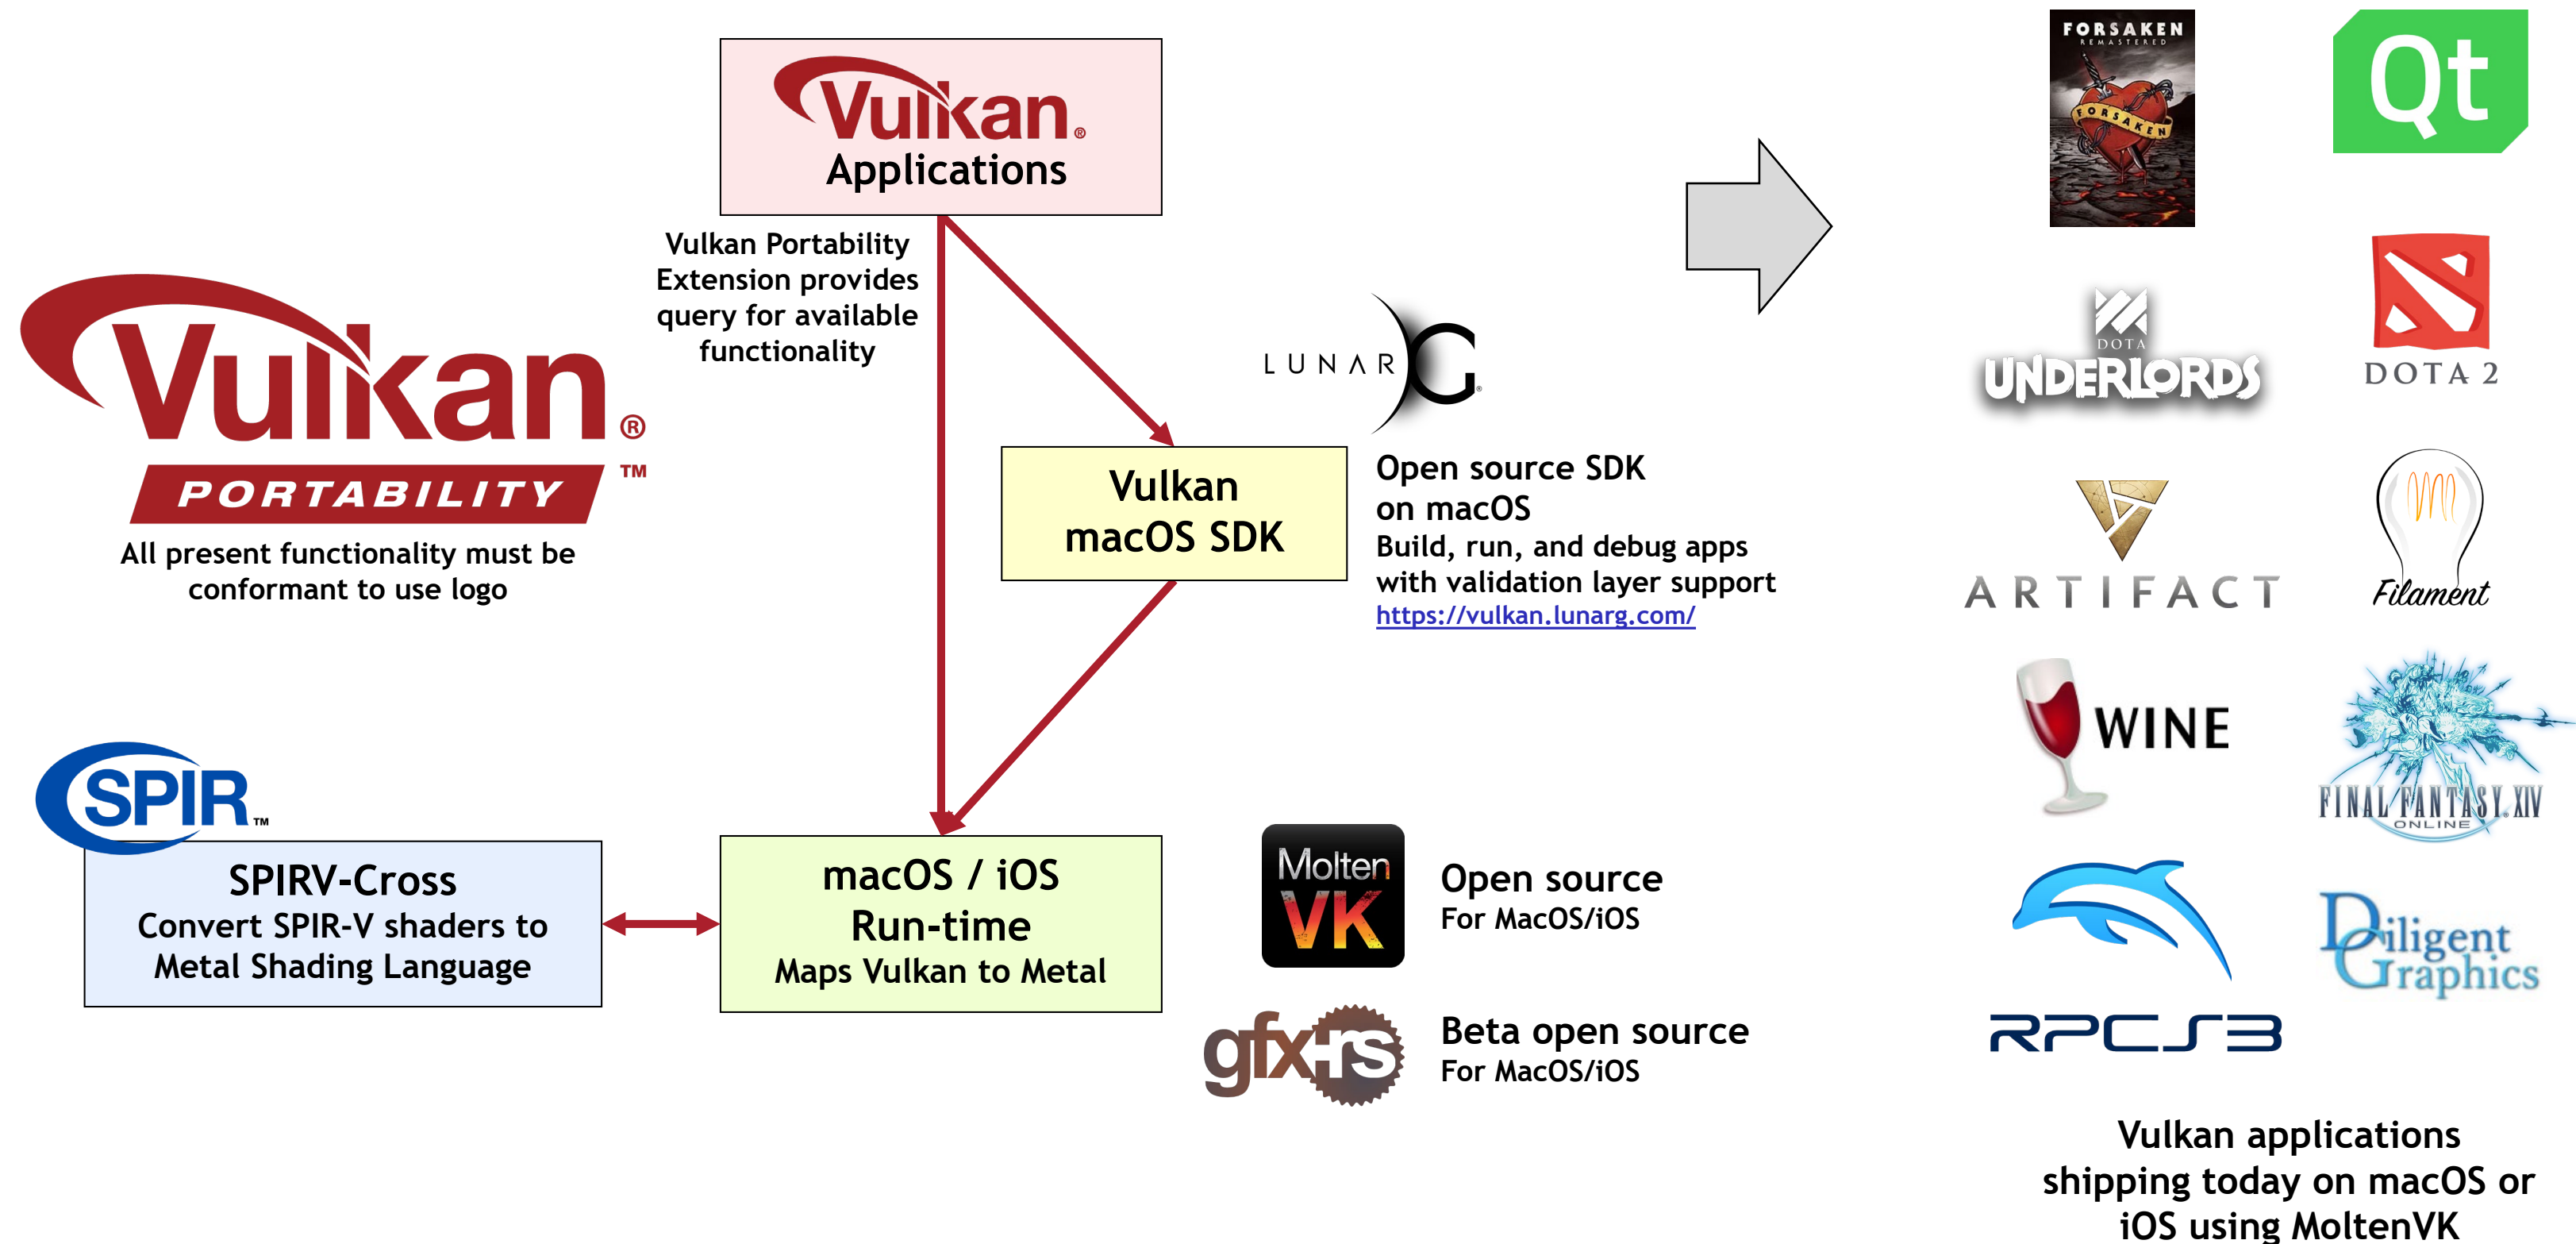 Vulkan®
PORTABILITY™
All present functionality must be
conformant to use logo
Vulkan®
Applications
Vulkan Portability
Extension provides
query for available
functionality
LUNAR G®
Vulkan
macOS SDK
Open source SDK
on macOS
Build, run, and debug apps
with validation layer support
https://vulkan.lunarg.com/
SPIR™
SPIRV-Cross
Convert SPIR-V shaders to
Metal Shading Language
macOS / iOS
Run-time
Maps Vulkan to Metal
Molten
VK
Open source
For MacOS/iOS
gfx-rs
Beta open source
For MacOS/iOS
FORSAKEN
REMASTERED
FORSAKEN
Qt
DOTA
UNDERLORDS
DOTA 2
ARTIFACT
Filament
WINE
FINAL FANTASY. XIV
ONLINE
Diligent
Graphics
RPCS3
Vulkan applications
shipping today on macOS or
iOS using MoltenVK